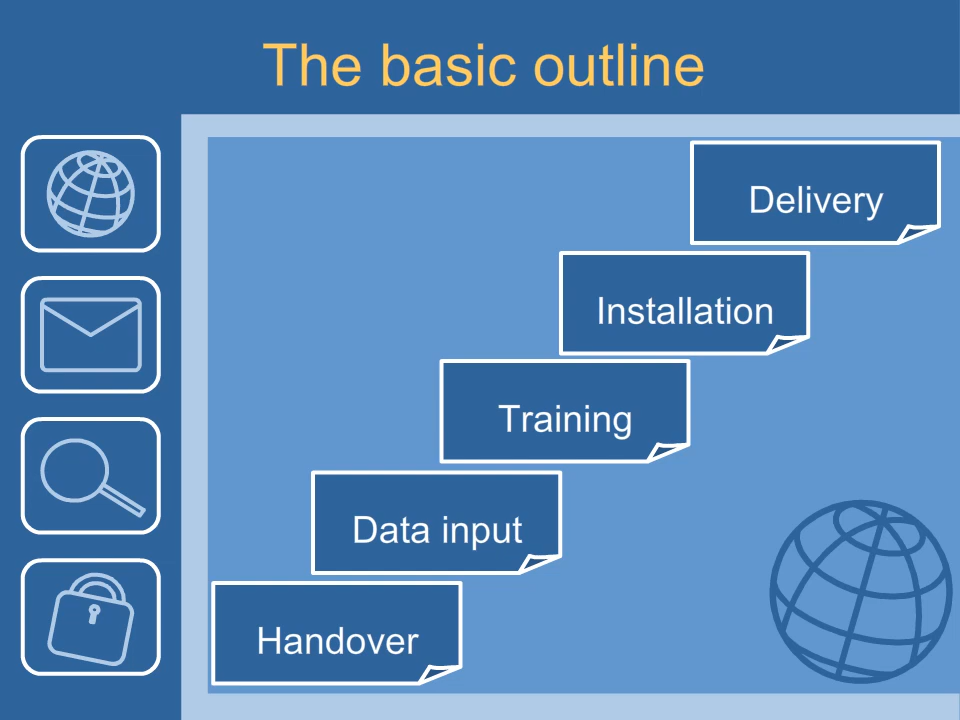 The basic outline
Delivery
Installation
Training
Data input
Handover